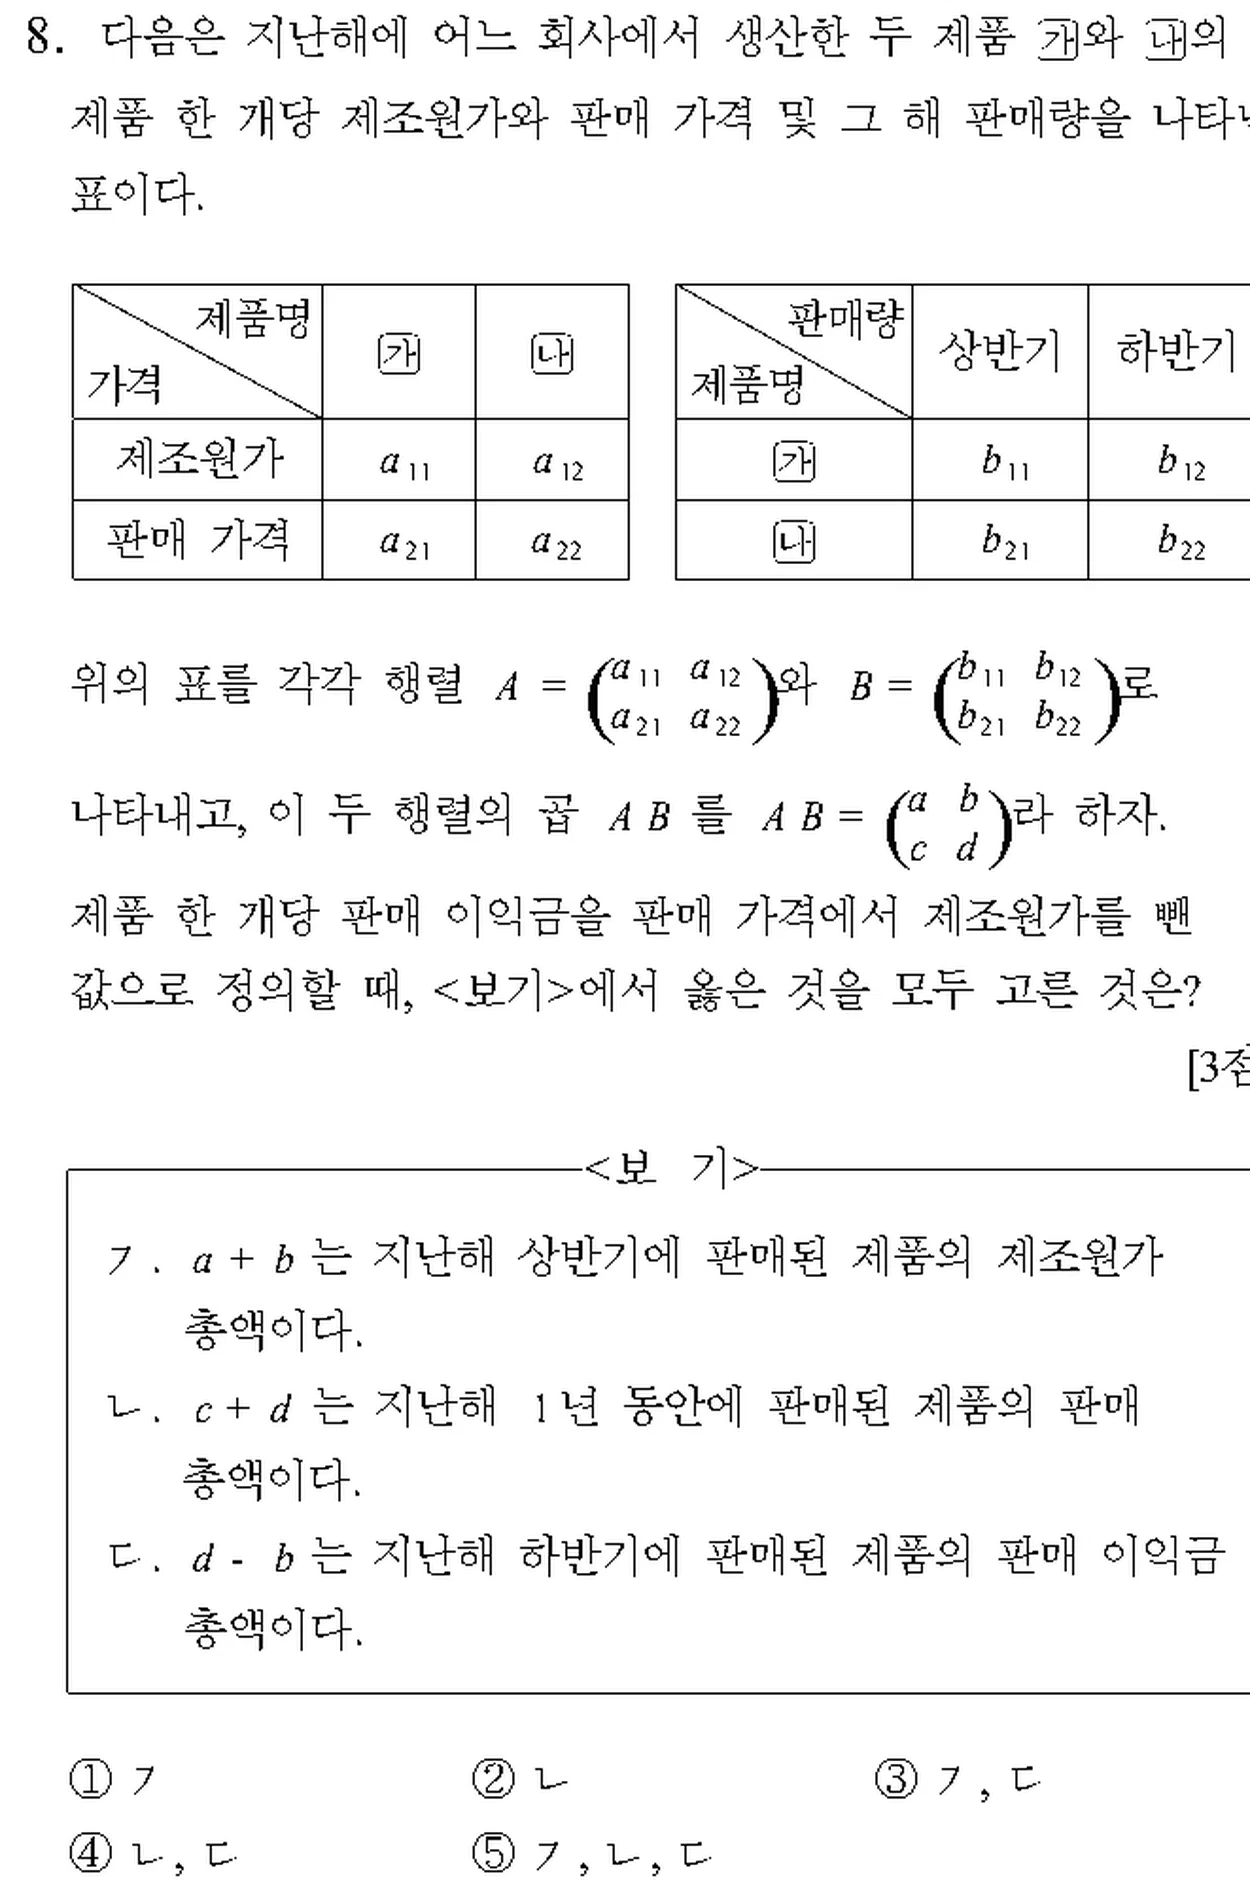 8. 다음은 지난해에 어느 회사에서 생산한 두 제품 가와 나의
제품 한 개당 제조원가와 판매 가격 및 그 해 판매량을
표이다.
제품명 가 나
가격
제조원가 a11 a12
판매 가격 a21 a22
판매량 상반기 하반기
제품명
가 b11 b12
나 b21 b22
위의 표를 각각 행렬 A = (a11 a12
a21 a22)와 B = (b11 b12
b21 b22)로
나타내고, 이 두 행렬의 곱 AB를 AB = (a b
c d)라 하자.
제품 한 개당 판매 이익금을 판매 가격에서 제조원가를 뺀
값으로 정의할 때, <보기>에서 옳은 것을 모두 고른 것은?
[3점
<보 기>
ㄱ. a + b 는 지난해 상반기에 판매된 제품의 제조원가
총액이다.
ㄴ. c + d 는 지난해 1년 동안에 판매된 제품의 판매
총액이다.
ㄷ. d - b 는 지난해 하반기에 판매된 제품의 판매 이익금
총액이다.
① ㄱ ② ㄴ ③ ㄱ, ㄷ
④ ㄴ, ㄷ ⑤ ㄱ, ㄴ, ㄷ